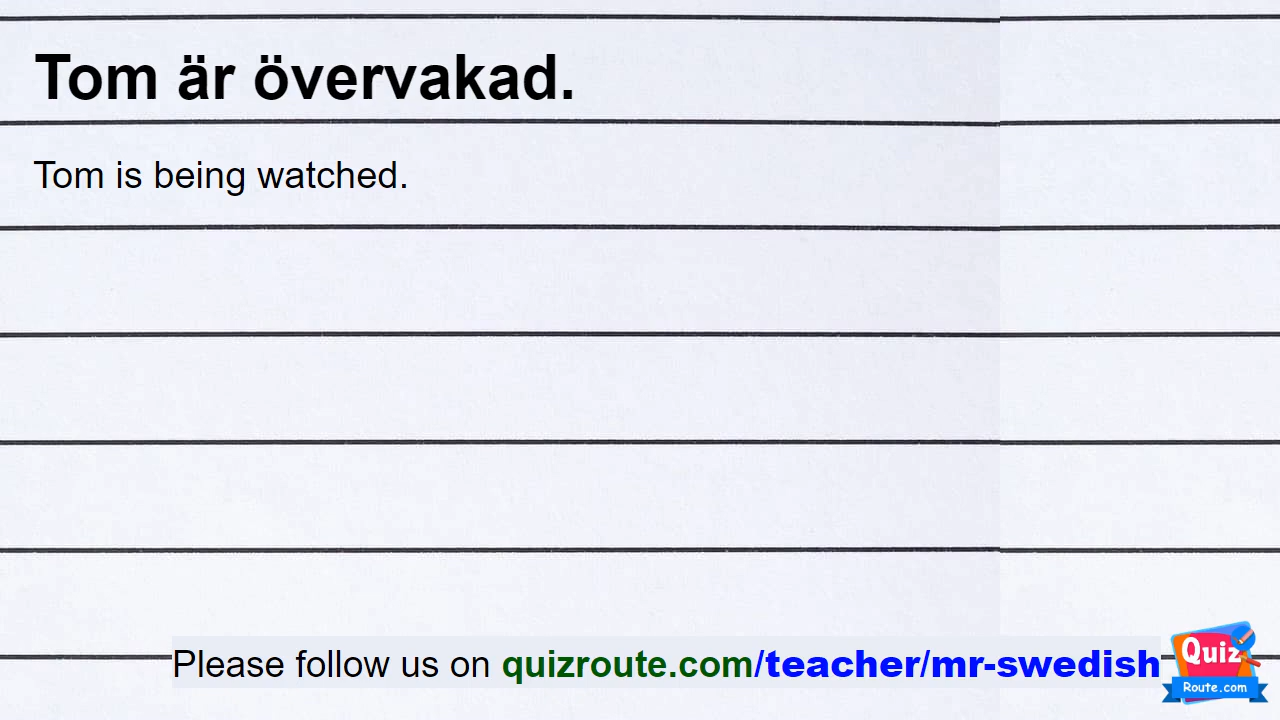 Tom är övervakad.
Tom is being watched.
Please follow us on quizroute.com/teacher/mr-swedish
Quiz
Route.com